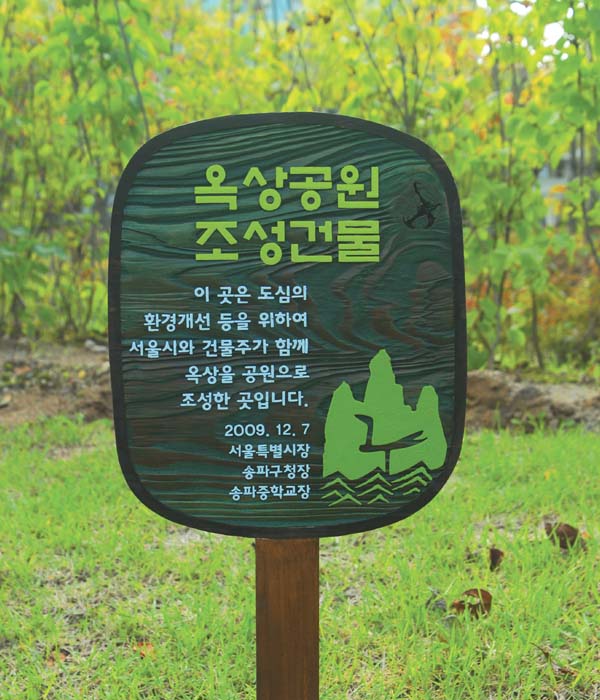 옥상공원
조성건물
이 곳은 도심의
환경개선 등을 위하여
서울시와 건물주가 함께
옥상을 공원으로
조성한 곳입니다.
2009. 12. 7
서울특별시장
송파구청장
송파중학교장